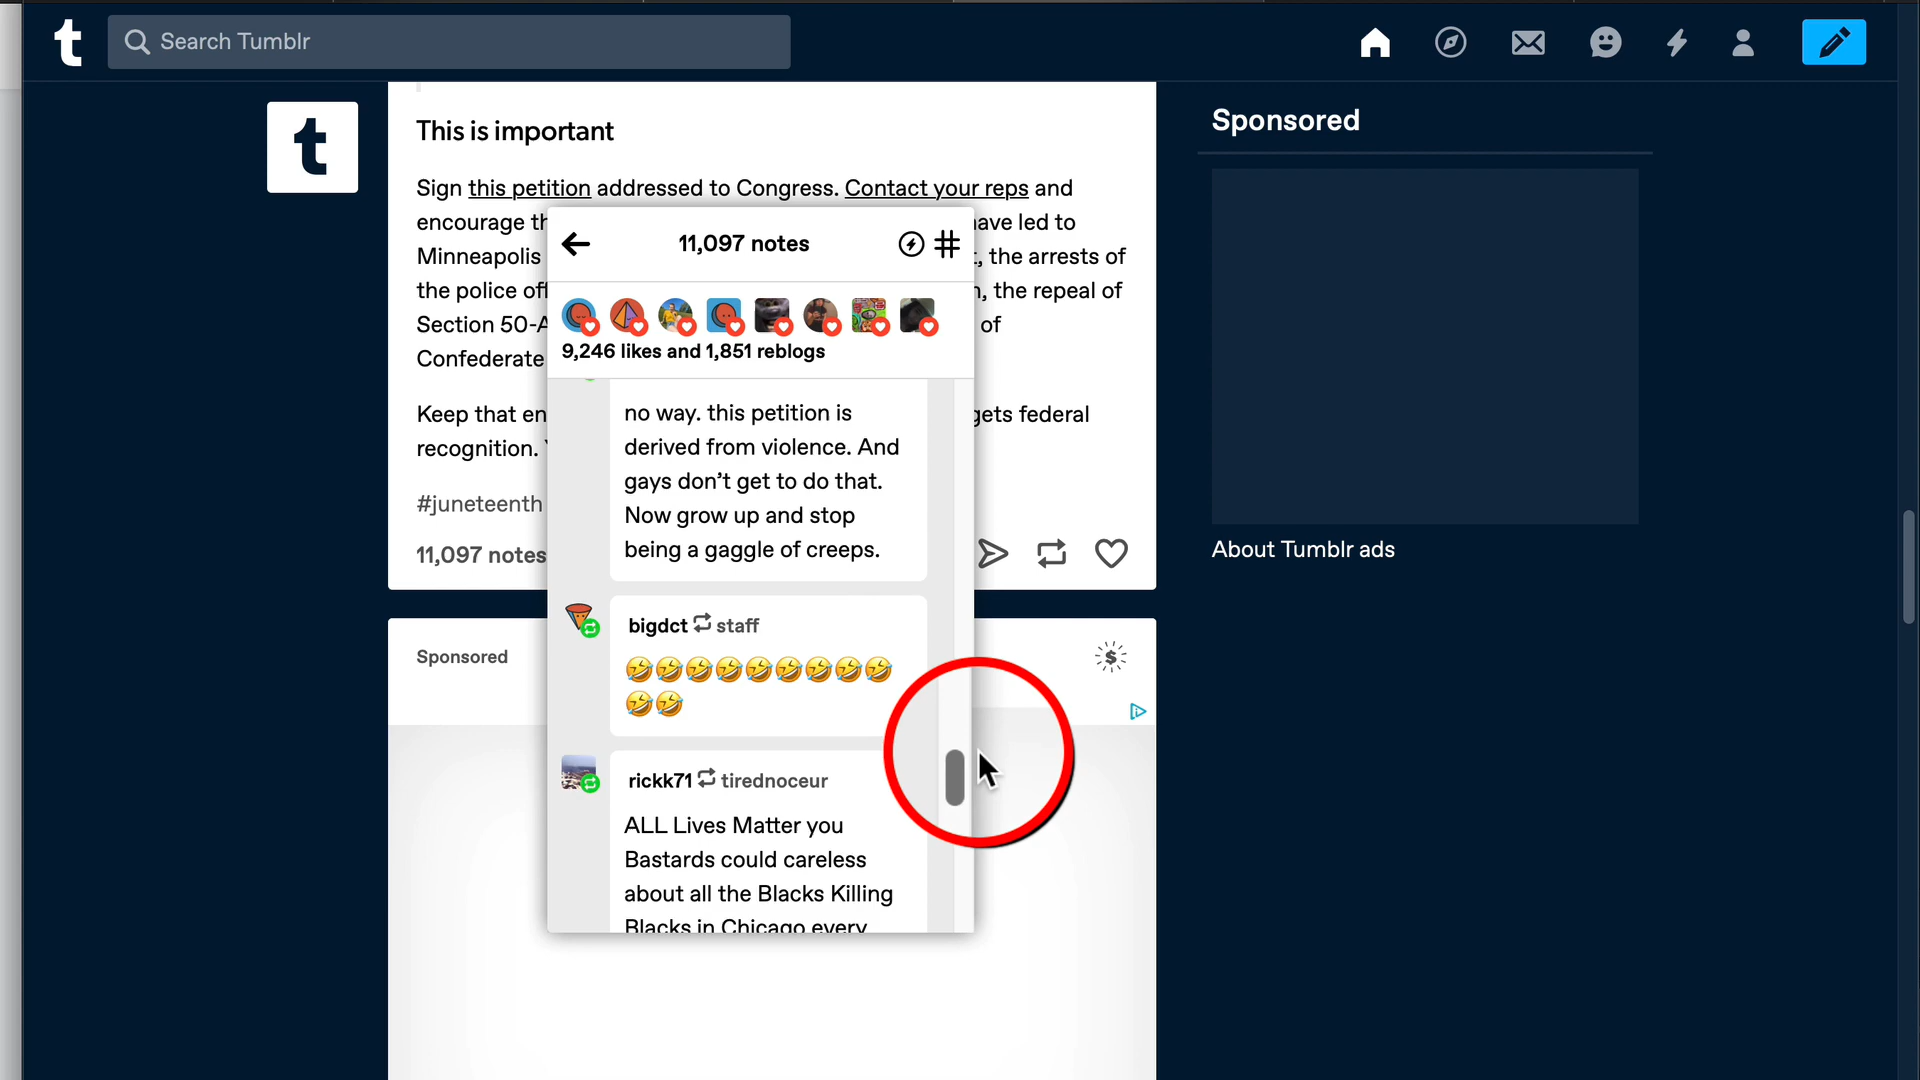 Search Tumblr
This is important
Sign this petition addressed to Congress. Contact your reps and
encourage th
have led to
Minneapolis
, the arrests of
the police off
, the repeal of
Section 50-A
of
Confederate
Keep that en
gets federal
recognition.
#juneteenth
11,097 notes
11,097 notes
9,246 likes and 1,851 reblogs
no way. this petition is
derived from violence. And
gays don’t get to do that.
Now grow up and stop
being a gaggle of creeps.
bigdct staff
🤣🤣🤣🤣🤣🤣🤣🤣🤣
🤣🤣
rickk71 tirednoceur
ALL Lives Matter you
Bastards could careless
about all the Blacks Killing
Blacks in Chicago every
Sponsored
Sponsored
About Tumblr ads